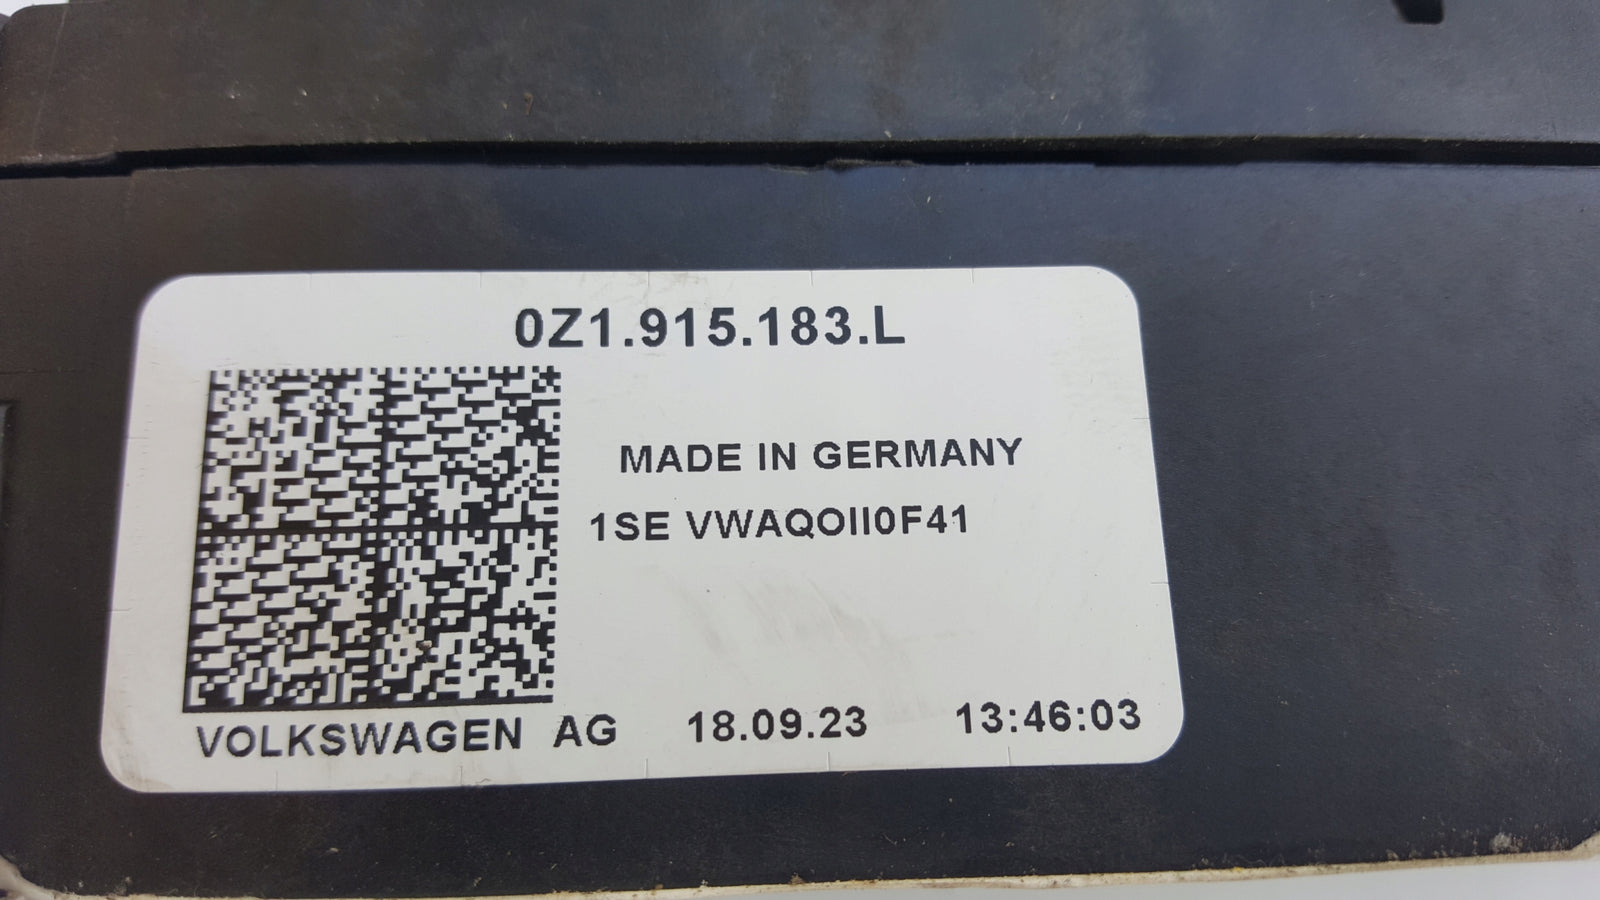 0Z1.915.183.L
MADE IN GERMANY
1SE VWAQOII0F41
VOLKSWAGEN AG 18.09.23 13:46:03